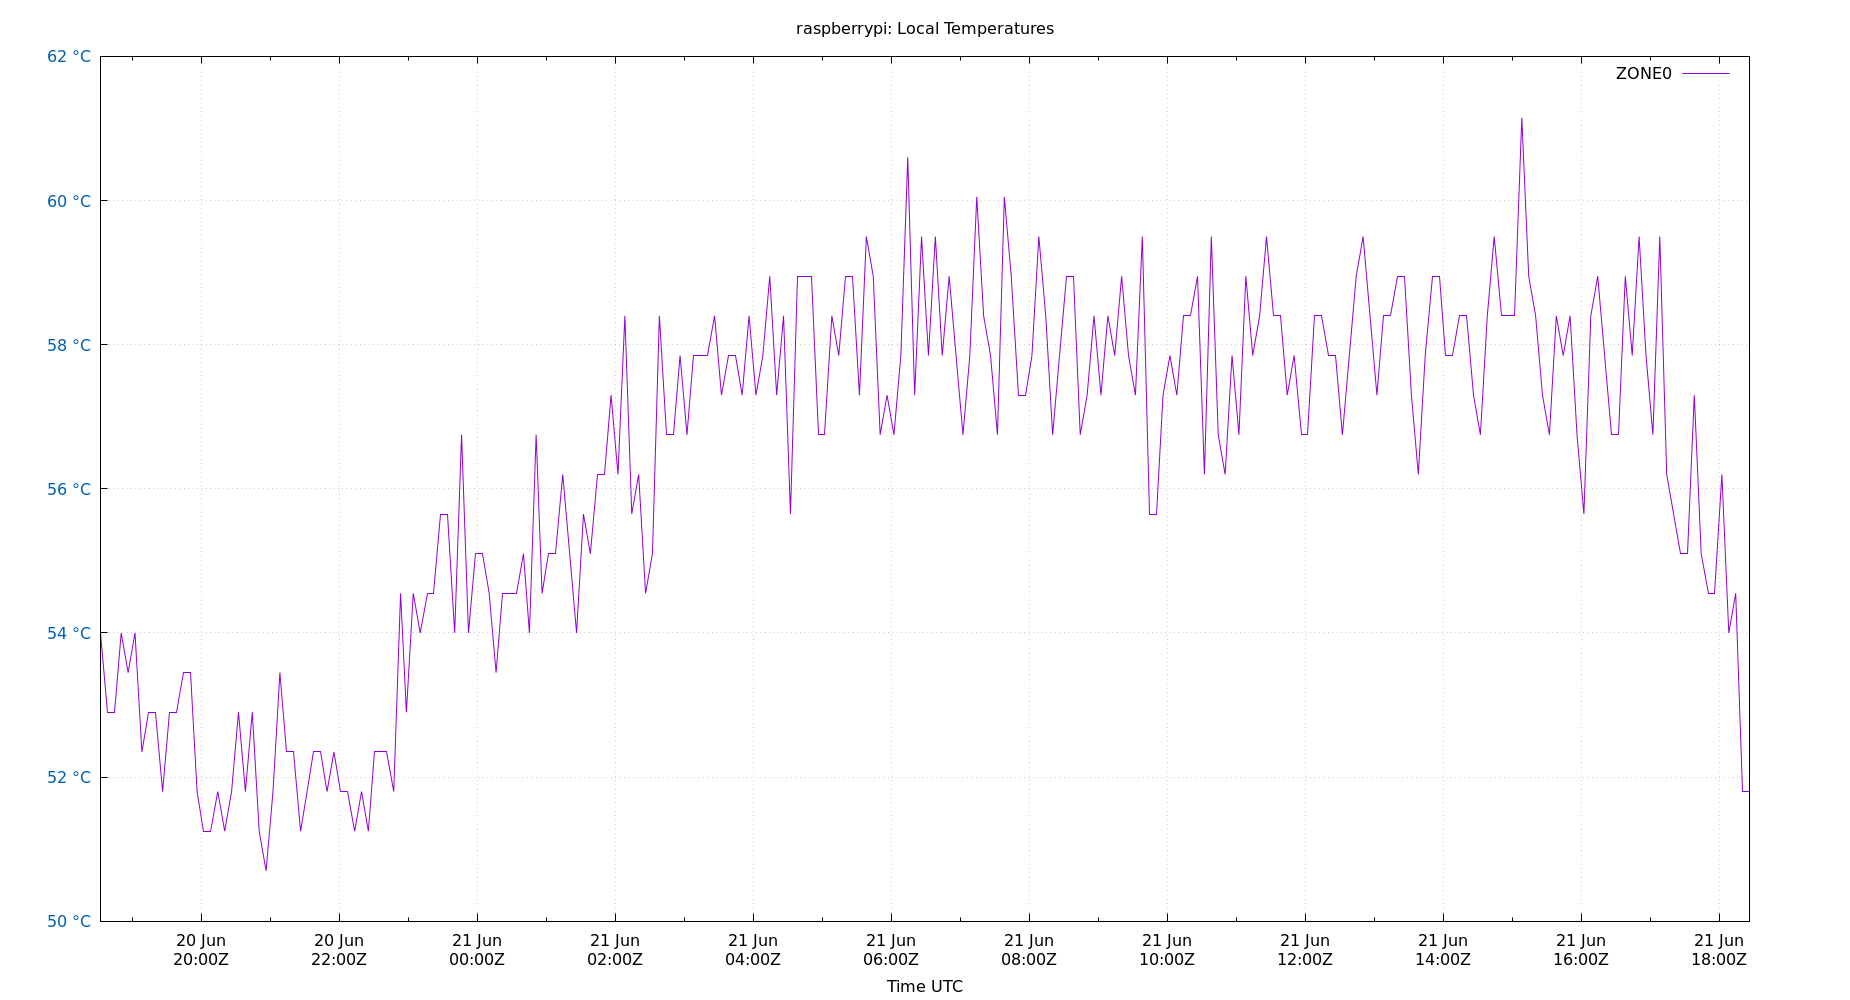 raspberrypi: Local Temperatures
62 °C
ZONE0
60 °C
58 °C
56 °C
54 °C
52 °C
50 °C
20 Jun 20 Jun 21 Jun 21 Jun 21 Jun 21 Jun 21 Jun 21 Jun 21 Jun 21 Jun 21 Jun 21 Jun
20:00Z 22:00Z 00:00Z 02:00Z 04:00Z 06:00Z 08:00Z 10:00Z 12:00Z 14:00Z 16:00Z 18:00Z
Time UTC